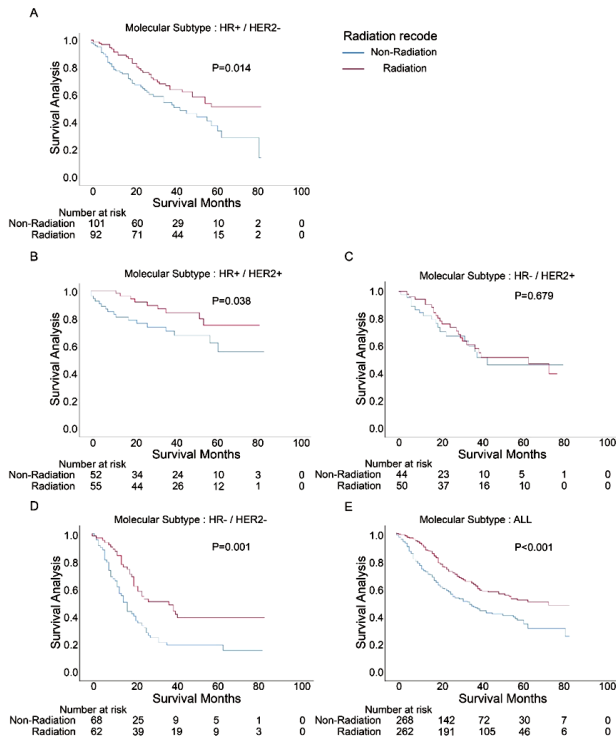 A
Molecular Subtype : HR+ / HER2-
Radiation recode
Non-Radiation
Radiation
P=0.014
Survival Analysis
1.0
0.8
0.6
0.4
0.2
0.0
0 20 40 60 80 100
Survival Months
Number at risk
Non-Radiation 101 60 29 10 2 0
Radiation 92 71 44 15 2 0
B
Molecular Subtype : HR+ / HER2+
P=0.038
Survival Analysis
1.0
0.8
0.6
0.4
0.2
0.0
0 20 40 60 80 100
Survival Months
Number at risk
Non-Radiation 52 34 24 10 3 0
Radiation 55 44 26 12 1 0
C
Molecular Subtype : HR- / HER2+
P=0.679
Survival Analysis
1.0
0.8
0.6
0.4
0.2
0.0
0 20 40 60 80 100
Survival Months
Number at risk
Non-Radiation 44 23 10 5 1 0
Radiation 50 37 16 10 0 0
D
Molecular Subtype : HR- / HER2-
P=0.001
Survival Analysis
1.0
0.8
0.6
0.4
0.2
0.0
0 20 40 60 80 100
Survival Months
Number at risk
Non-Radiation 68 25 9 5 1 0
Radiation 62 39 19 9 3 0
E
Molecular Subtype : ALL
P<0.001
Survival Analysis
1.0
0.8
0.6
0.4
0.2
0.0
0 20 40 60 80 100
Survival Months
Number at risk
Non-Radiation 268 142 72 30 7 0
Radiation 262 191 105 46 6 0